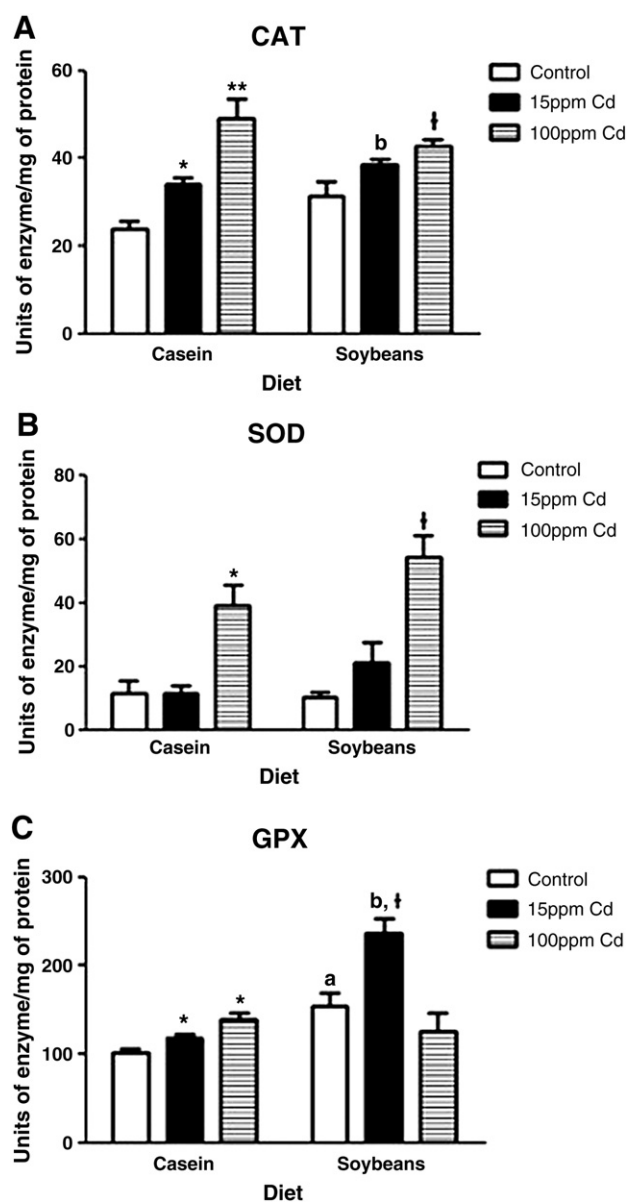 A
CAT
Units of enzyme/mg of protein
60
40
20
0
*
**
b
ɫ
Casein
Soybeans
Diet
Control
15ppm Cd
100ppm Cd
B
SOD
Units of enzyme/mg of protein
80
60
40
20
0
*
ɫ
Casein
Soybeans
Diet
Control
15ppm Cd
100ppm Cd
C
GPX
Units of enzyme/mg of protein
300
200
100
0
*
*
a
b, ɫ
Casein
Soybeans
Diet
Control
15ppm Cd
100ppm Cd